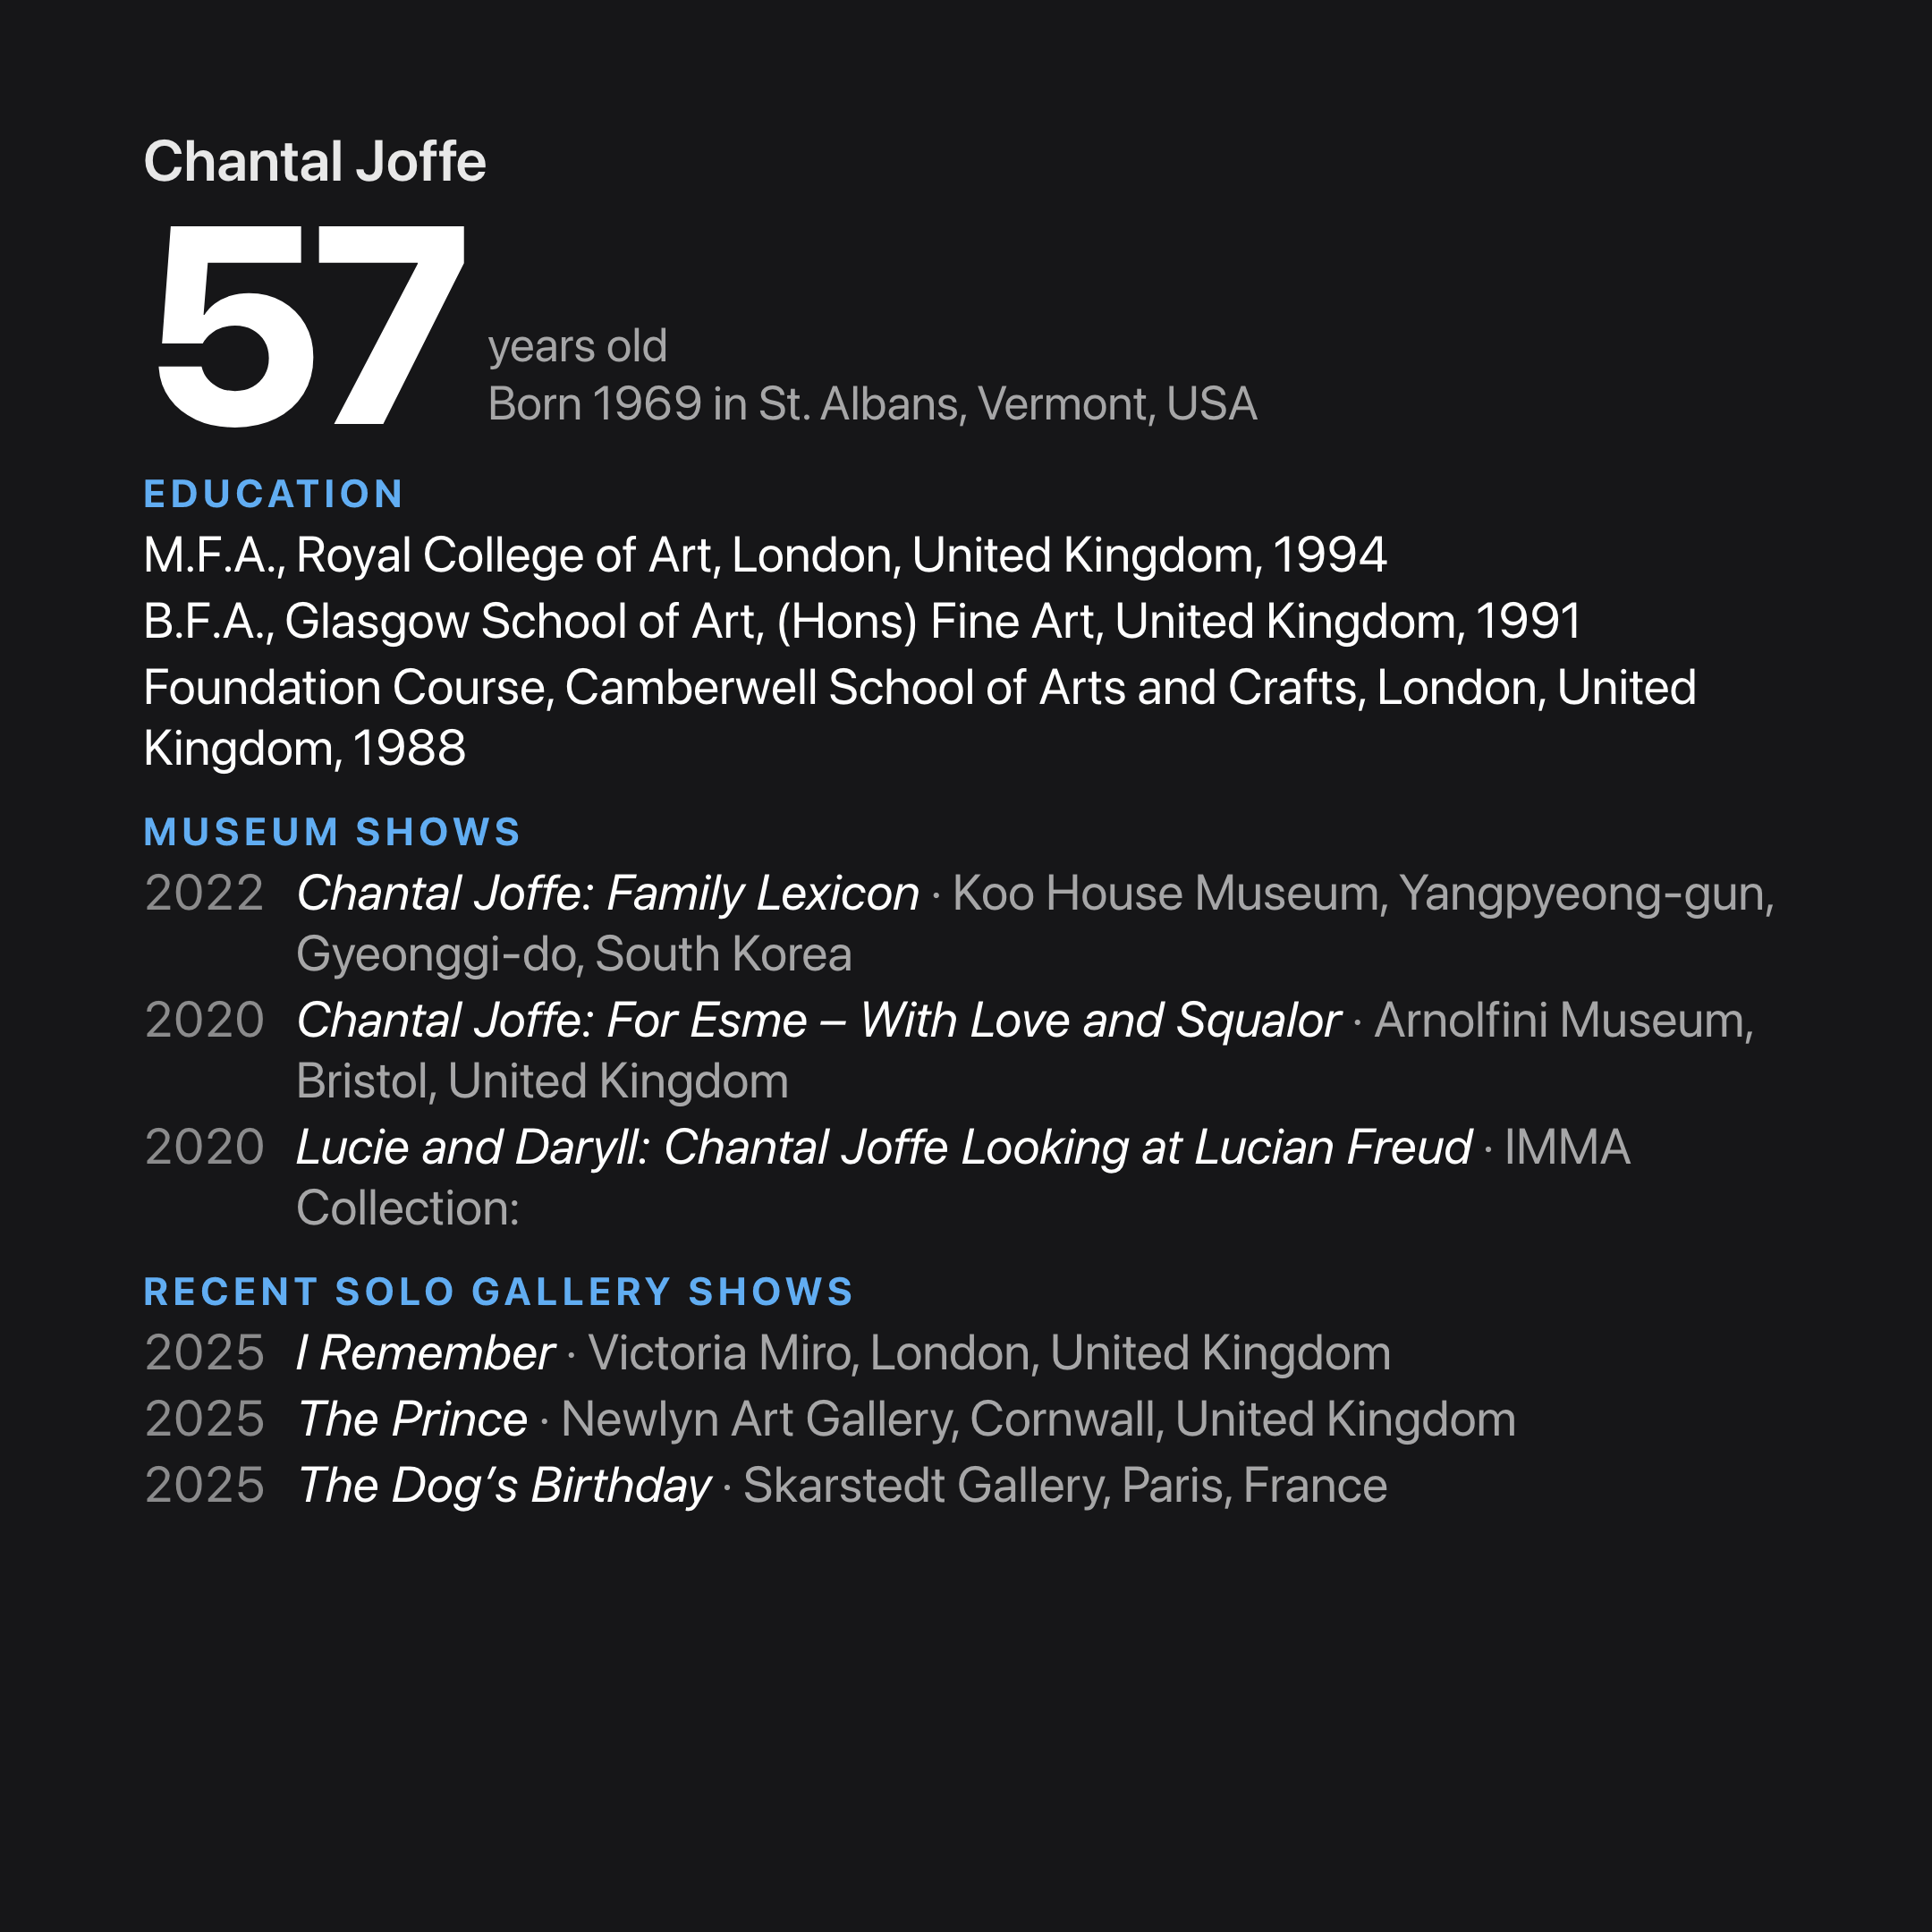 Chantal Joffe
57
years old
Born 1969 in St. Albans, Vermont, USA
EDUCATION
M.F.A., Royal College of Art, London, United Kingdom, 1994
B.F.A., Glasgow School of Art, (Hons) Fine Art, United Kingdom, 1991
Foundation Course, Camberwell School of Arts and Crafts, London, United
Kingdom, 1988
MUSEUM SHOWS
2022 Chantal Joffe: Family Lexicon · Koo House Museum, Yangpyeong-gun,
Gyeonggi-do, South Korea
2020 Chantal Joffe: For Esme – With Love and Squalor · Arnolfini Museum,
Bristol, United Kingdom
2020 Lucie and Daryll: Chantal Joffe Looking at Lucian Freud · IMMA
Collection:
RECENT SOLO GALLERY SHOWS
2025 I Remember · Victoria Miro, London, United Kingdom
2025 The Prince · Newlyn Art Gallery, Cornwall, United Kingdom
2025 The Dog’s Birthday · Skarstedt Gallery, Paris, France